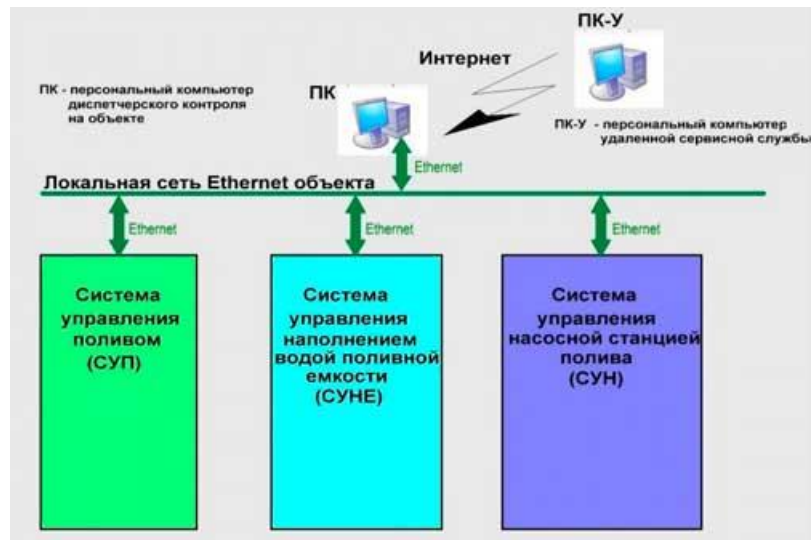 ПК-У
Интернет
ПК - персональный компьютер
диспетчерского контроля
на объекте
ПК
ПК-У - персональный компьютер
удаленной сервисной службы
Ethernet
Локальная сеть Ethernet объекта
Ethernet
Ethernet
Ethernet
Система
управления
поливом
(СУП)
Система
управления
наполнением
водой поливной
емкости
(СУНЕ)
Система
управления
насосной станцией
полива
(СУН)